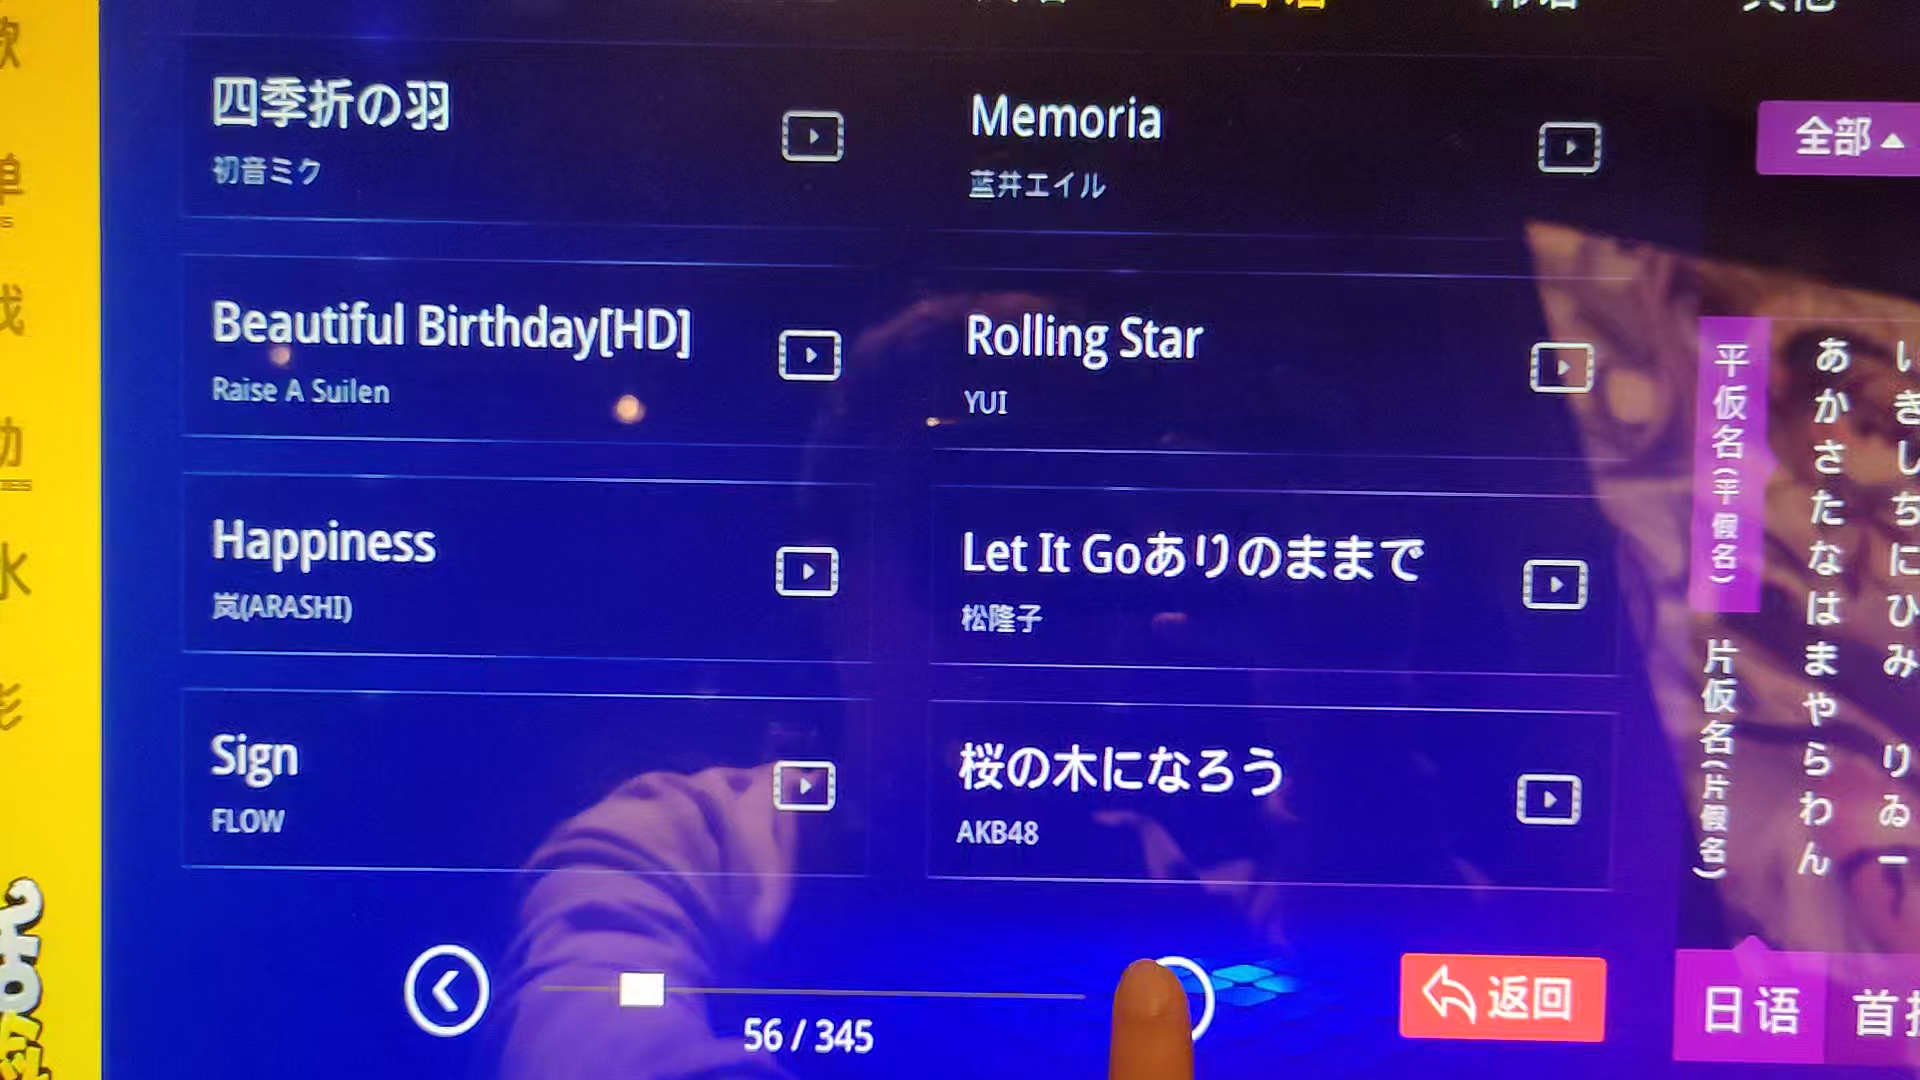 日语
四季折の羽
初音ミク
Memoria
蓝井エイル
全部
Beautiful Birthday[HD]
Raise A Suilen
Rolling Star
YUI
Happiness
岚(ARASHI)
Let It Goありのままで
松隆子
Sign
FLOW
桜の木になろう
AKB48
平仮名(平假名)
片仮名(片假名)
あかさたなはまやらわん
いきしちにひみ りゐー
56 / 345
返回
日语
首